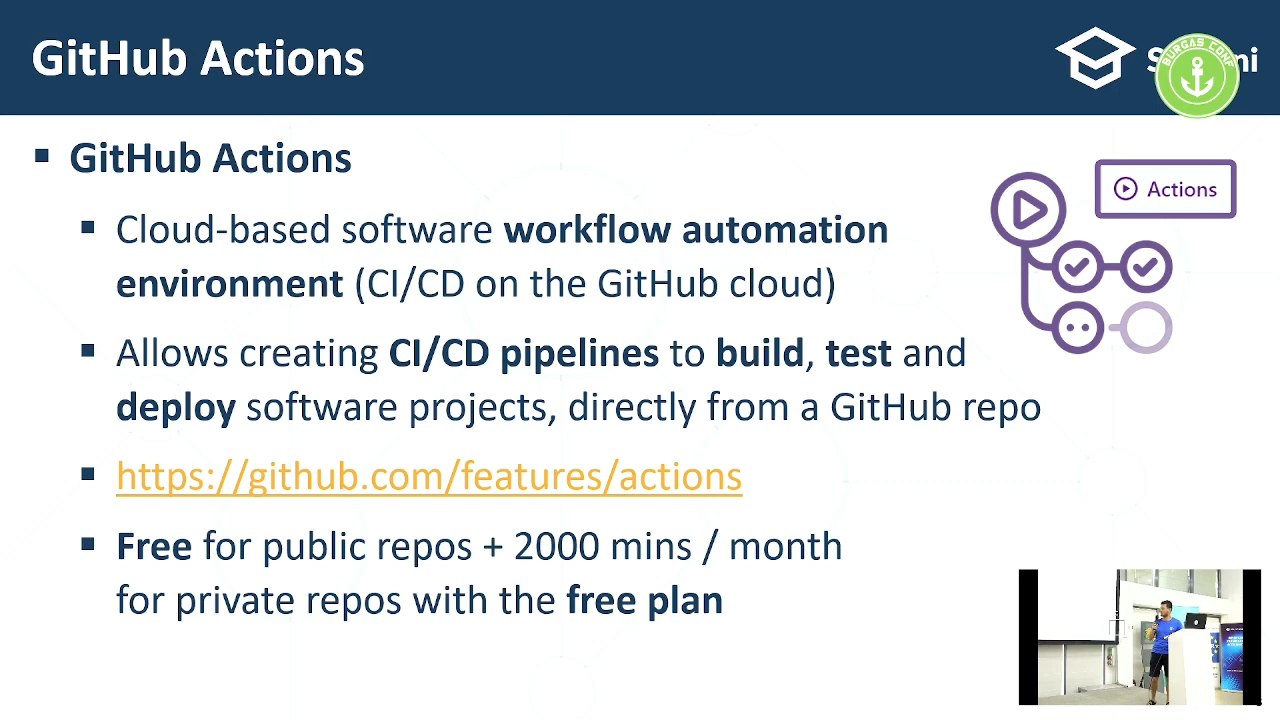 GitHub Actions
BURGAS CONF
GitHub Actions
Actions
Cloud-based software workflow automation
environment (CI/CD on the GitHub cloud)
Allows creating CI/CD pipelines to build, test and
deploy software projects, directly from a GitHub repo
https://github.com/features/actions
Free for public repos + 2000 mins / month
for private repos with the free plan